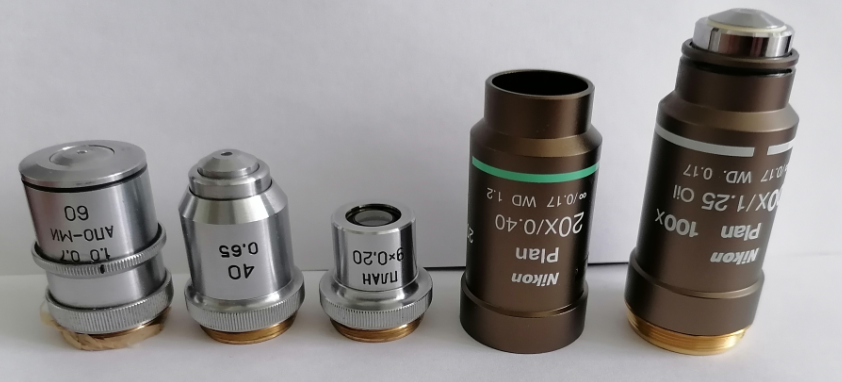 60
АПО-МИ
1.0 0.7
40
0.65
ПЛАН
9×0,20
Nikon
Plan
20x/0.40
∞/0.17 WD 1.2
Nikon
Plan 100x
0x/1.25 Oil
/0.17 WD. 0.17